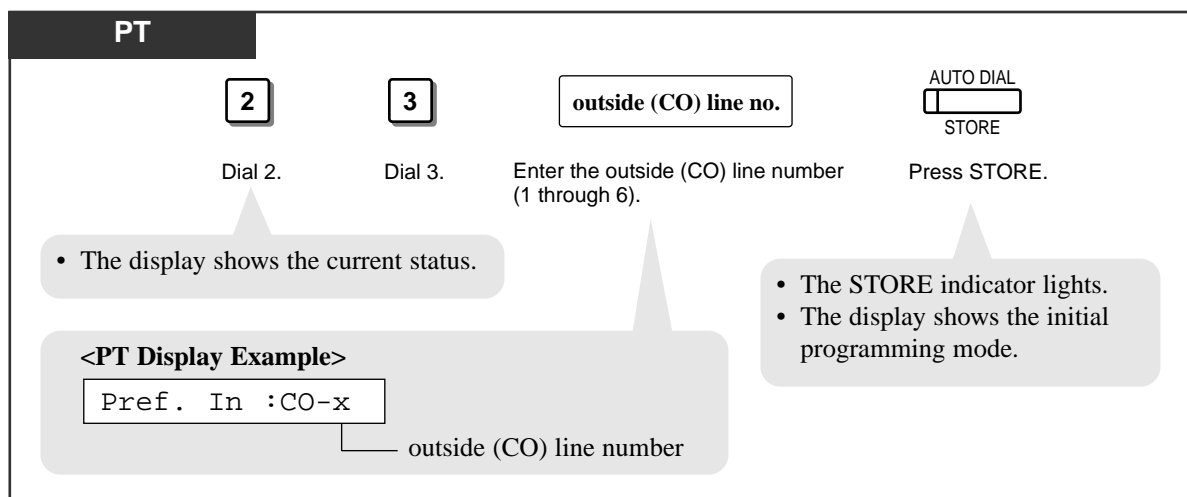 PT
2
3
outside (CO) line no.
AUTO DIAL
STORE
Dial 2.
Dial 3.
Enter the outside (CO) line number
(1 through 6).
Press STORE.
• The display shows the current status.
• The STORE indicator lights.
• The display shows the initial
programming mode.
<PT Display Example>
Pref. In :CO-x
outside (CO) line number